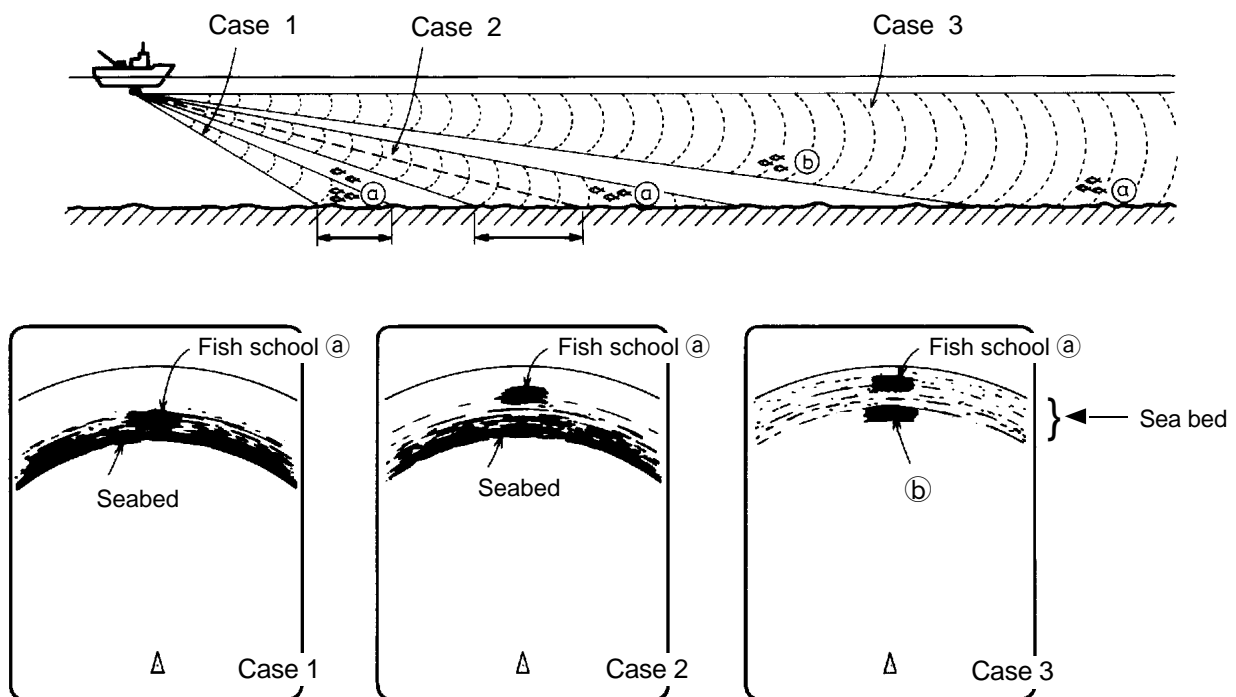 Case 1
Case 2
Case 3
ⓑ
ⓐ
ⓐ
ⓐ
Fish school ⓐ
Seabed
Case 1
Fish school ⓐ
Seabed
Case 2
Fish school ⓐ
Sea bed
ⓑ
Case 3